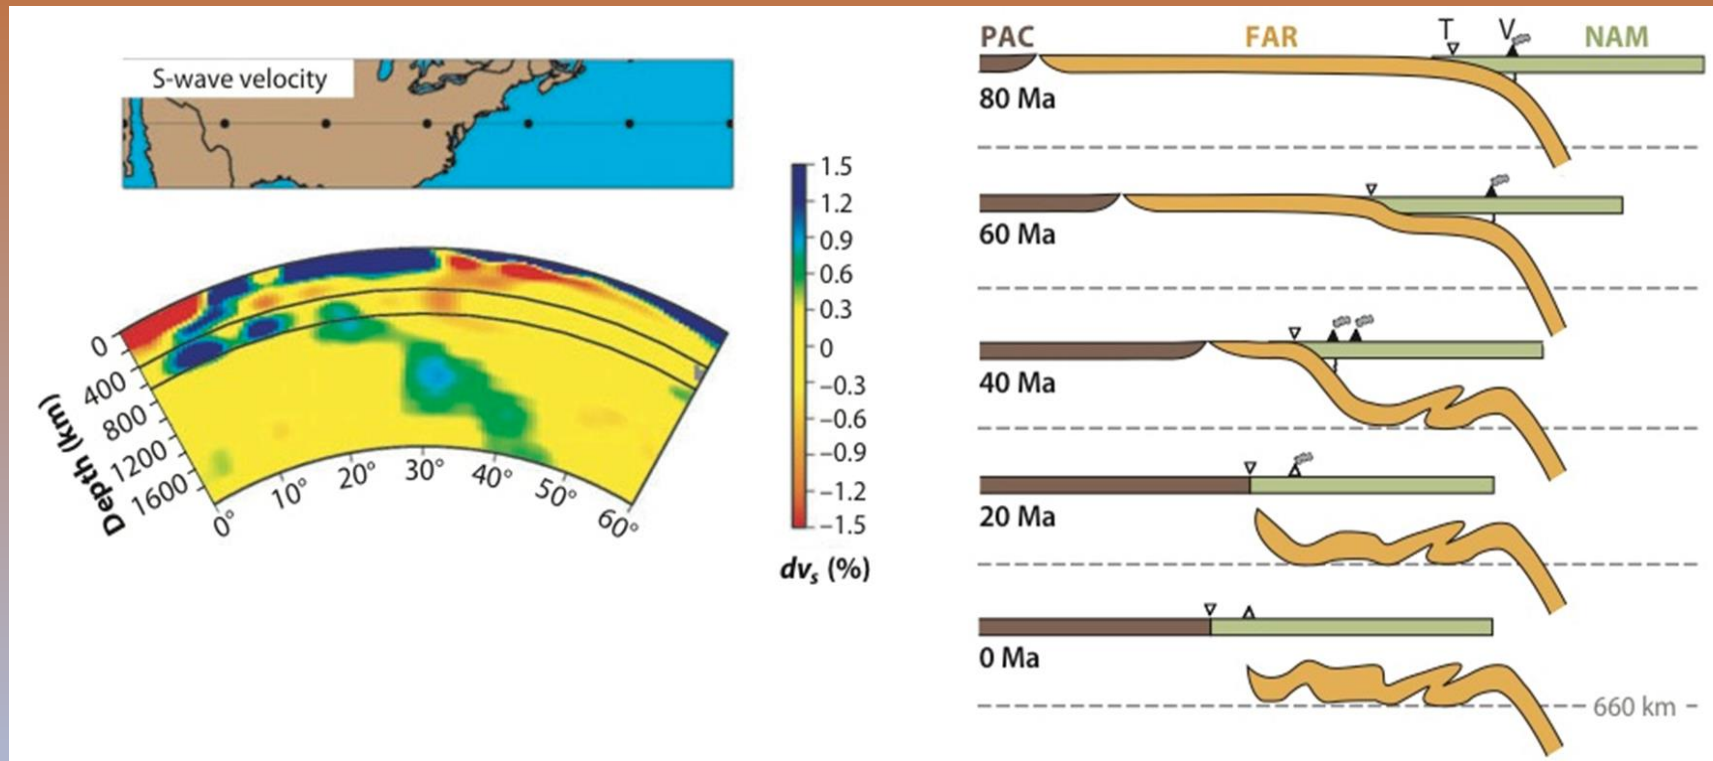 S-wave velocity
0
400
800
1200
1600
Depth (km)
0°
10°
20°
30°
40°
50°
60°
1.5
1.2
0.9
0.6
0.3
0
–0.3
–0.6
–0.9
–1.2
–1.5
dvs (%)
PAC FAR T V NAM
80 Ma
60 Ma
40 Ma
20 Ma
0 Ma
660 km